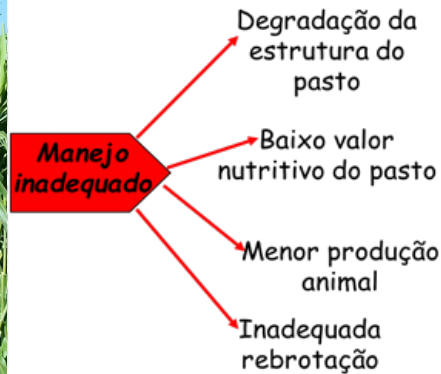 Manejo
inadequado
Degradação da
estrutura do
pasto
Baixo valor
nutritivo do pasto
Menor produção
animal
Inadequada
rebrotação